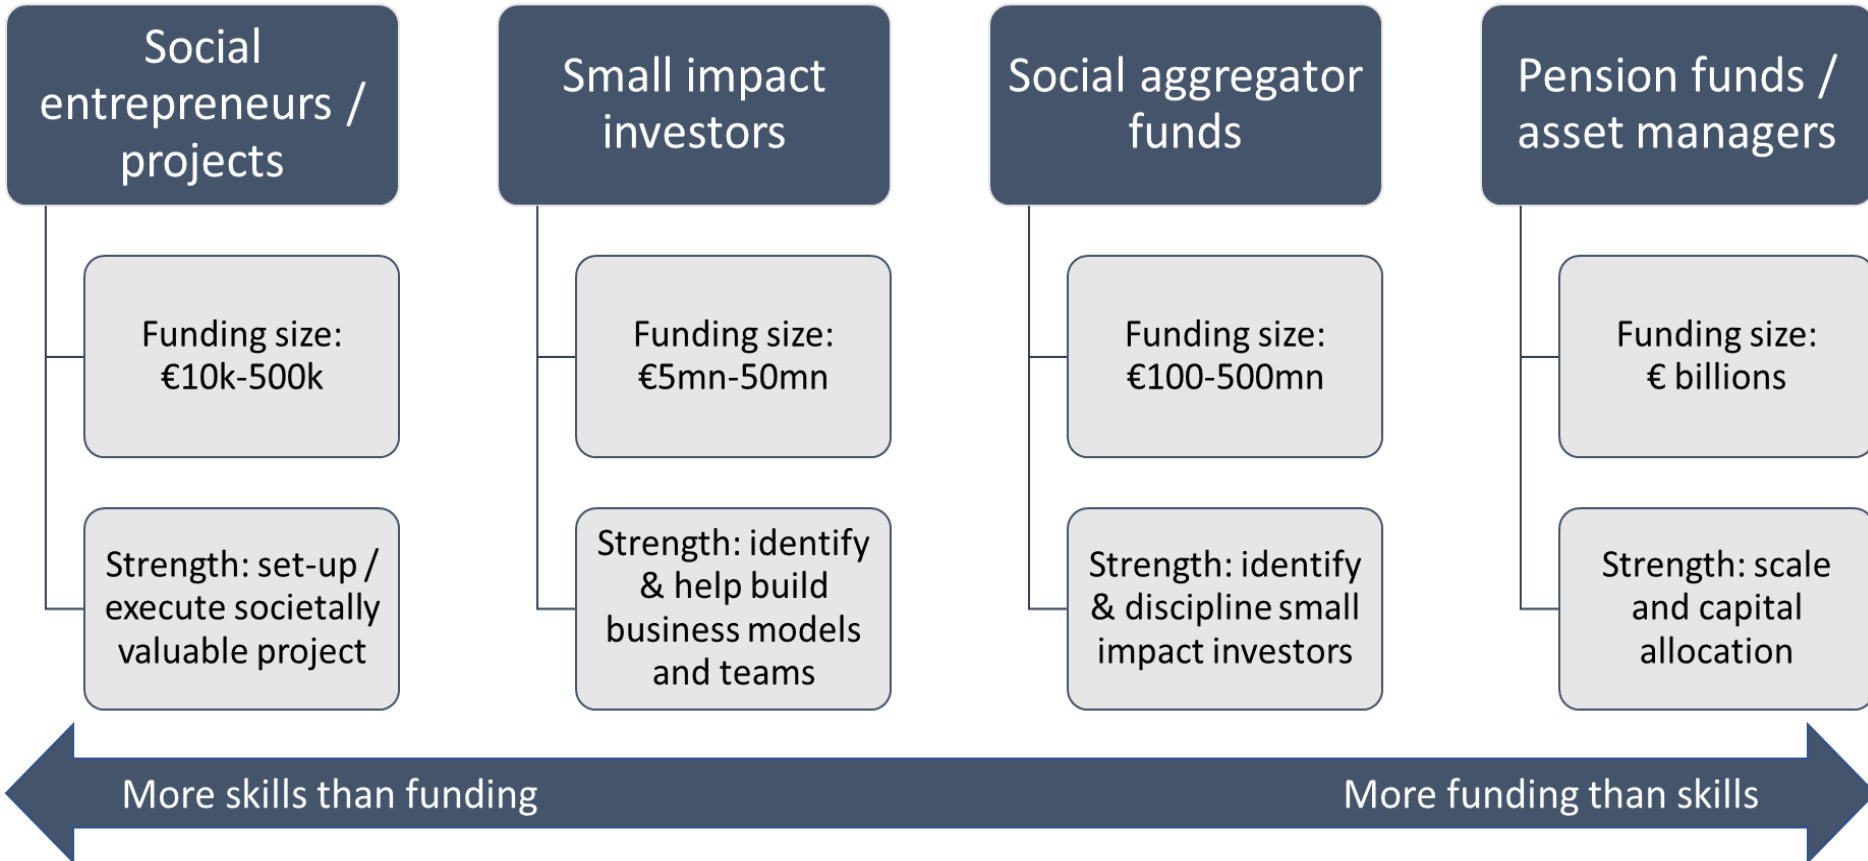 Social
entrepreneurs /
projects
Funding size:
€10k-500k
Strength: set-up /
execute societally
valuable project
Small impact
investors
Funding size:
€5mn-50mn
Strength: identify
& help build
business models
and teams
Social aggregator
funds
Funding size:
€100-500mn
Strength: identify
& discipline small
impact investors
Pension funds /
asset managers
Funding size:
€ billions
Strength: scale
and capital
allocation
More skills than funding
More funding than skills